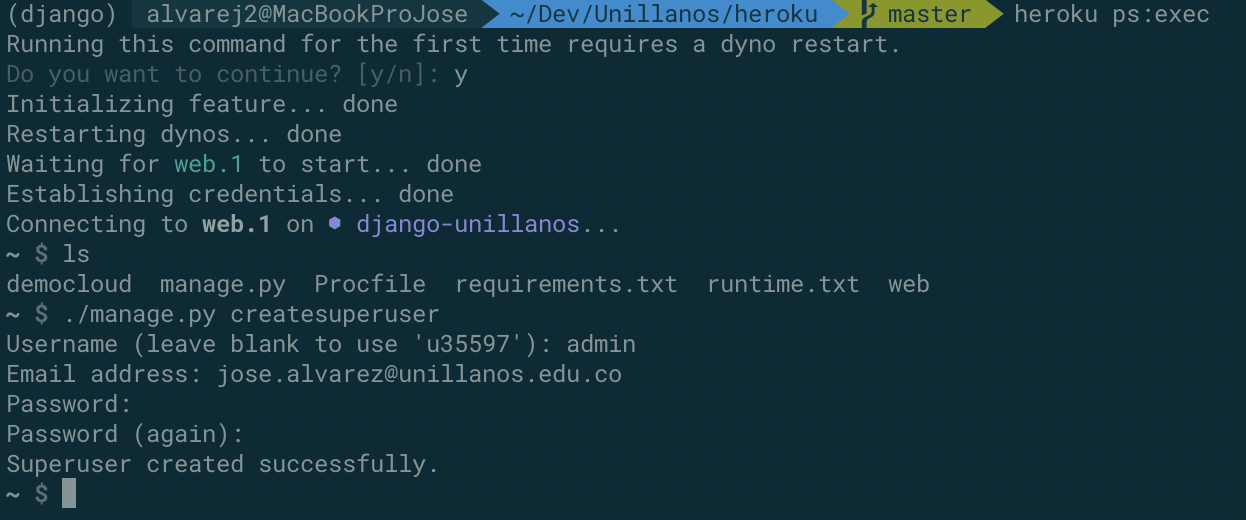 (django) alvarej2@MacBookProJose ~/Dev/Unillanos/heroku master heroku ps:exec
Running this command for the first time requires a dyno restart.
Do you want to continue? [y/n]: y
Initializing feature... done
Restarting dynos... done
Waiting for web.1 to start... done
Establishing credentials... done
Connecting to web.1 on ⬢ django-unillanos...
~ $ ls
democloud  manage.py  Procfile  requirements.txt  runtime.txt  web
~ $ ./manage.py createsuperuser
Username (leave blank to use 'u35597'): admin
Email address: jose.alvarez@unillanos.edu.co
Password:
Password (again):
Superuser created successfully.
~ $